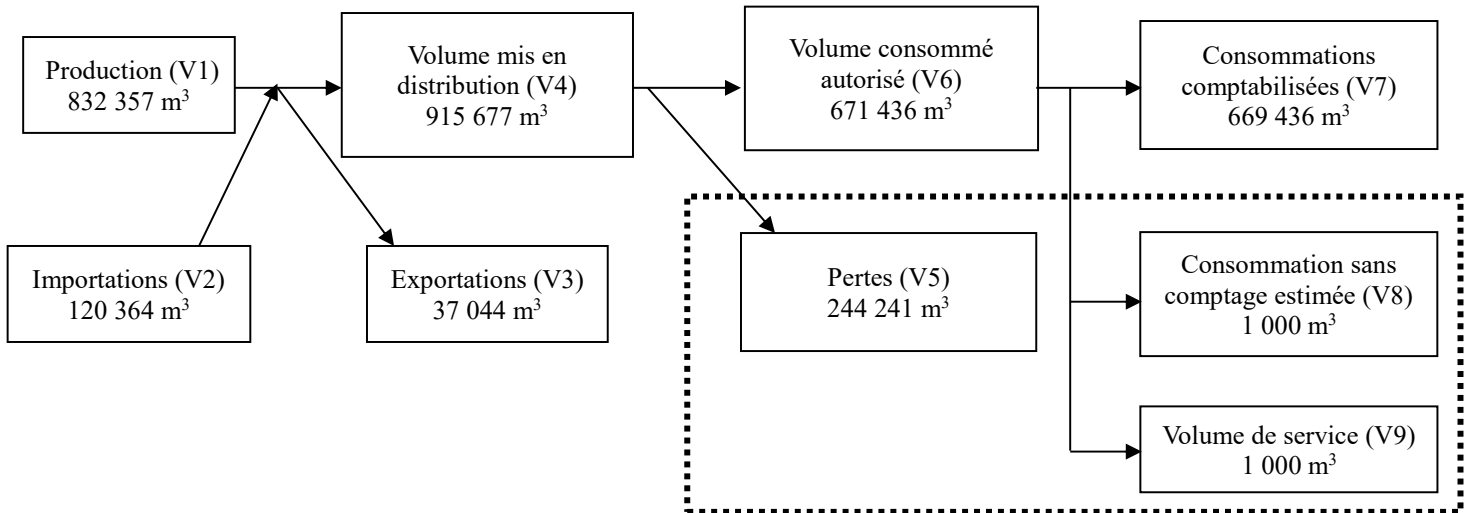 Production (V1)
832 357 m³
Volume mis en
distribution (V4)
915 677 m³
Volume consommé
autorisé (V6)
671 436 m³
Consommations
comptabilisées (V7)
669 436 m³
Importations (V2)
120 364 m³
Exportations (V3)
37 044 m³
Pertes (V5)
244 241 m³
Consommation sans
comptage estimée (V8)
1 000 m³
Volume de service (V9)
1 000 m³